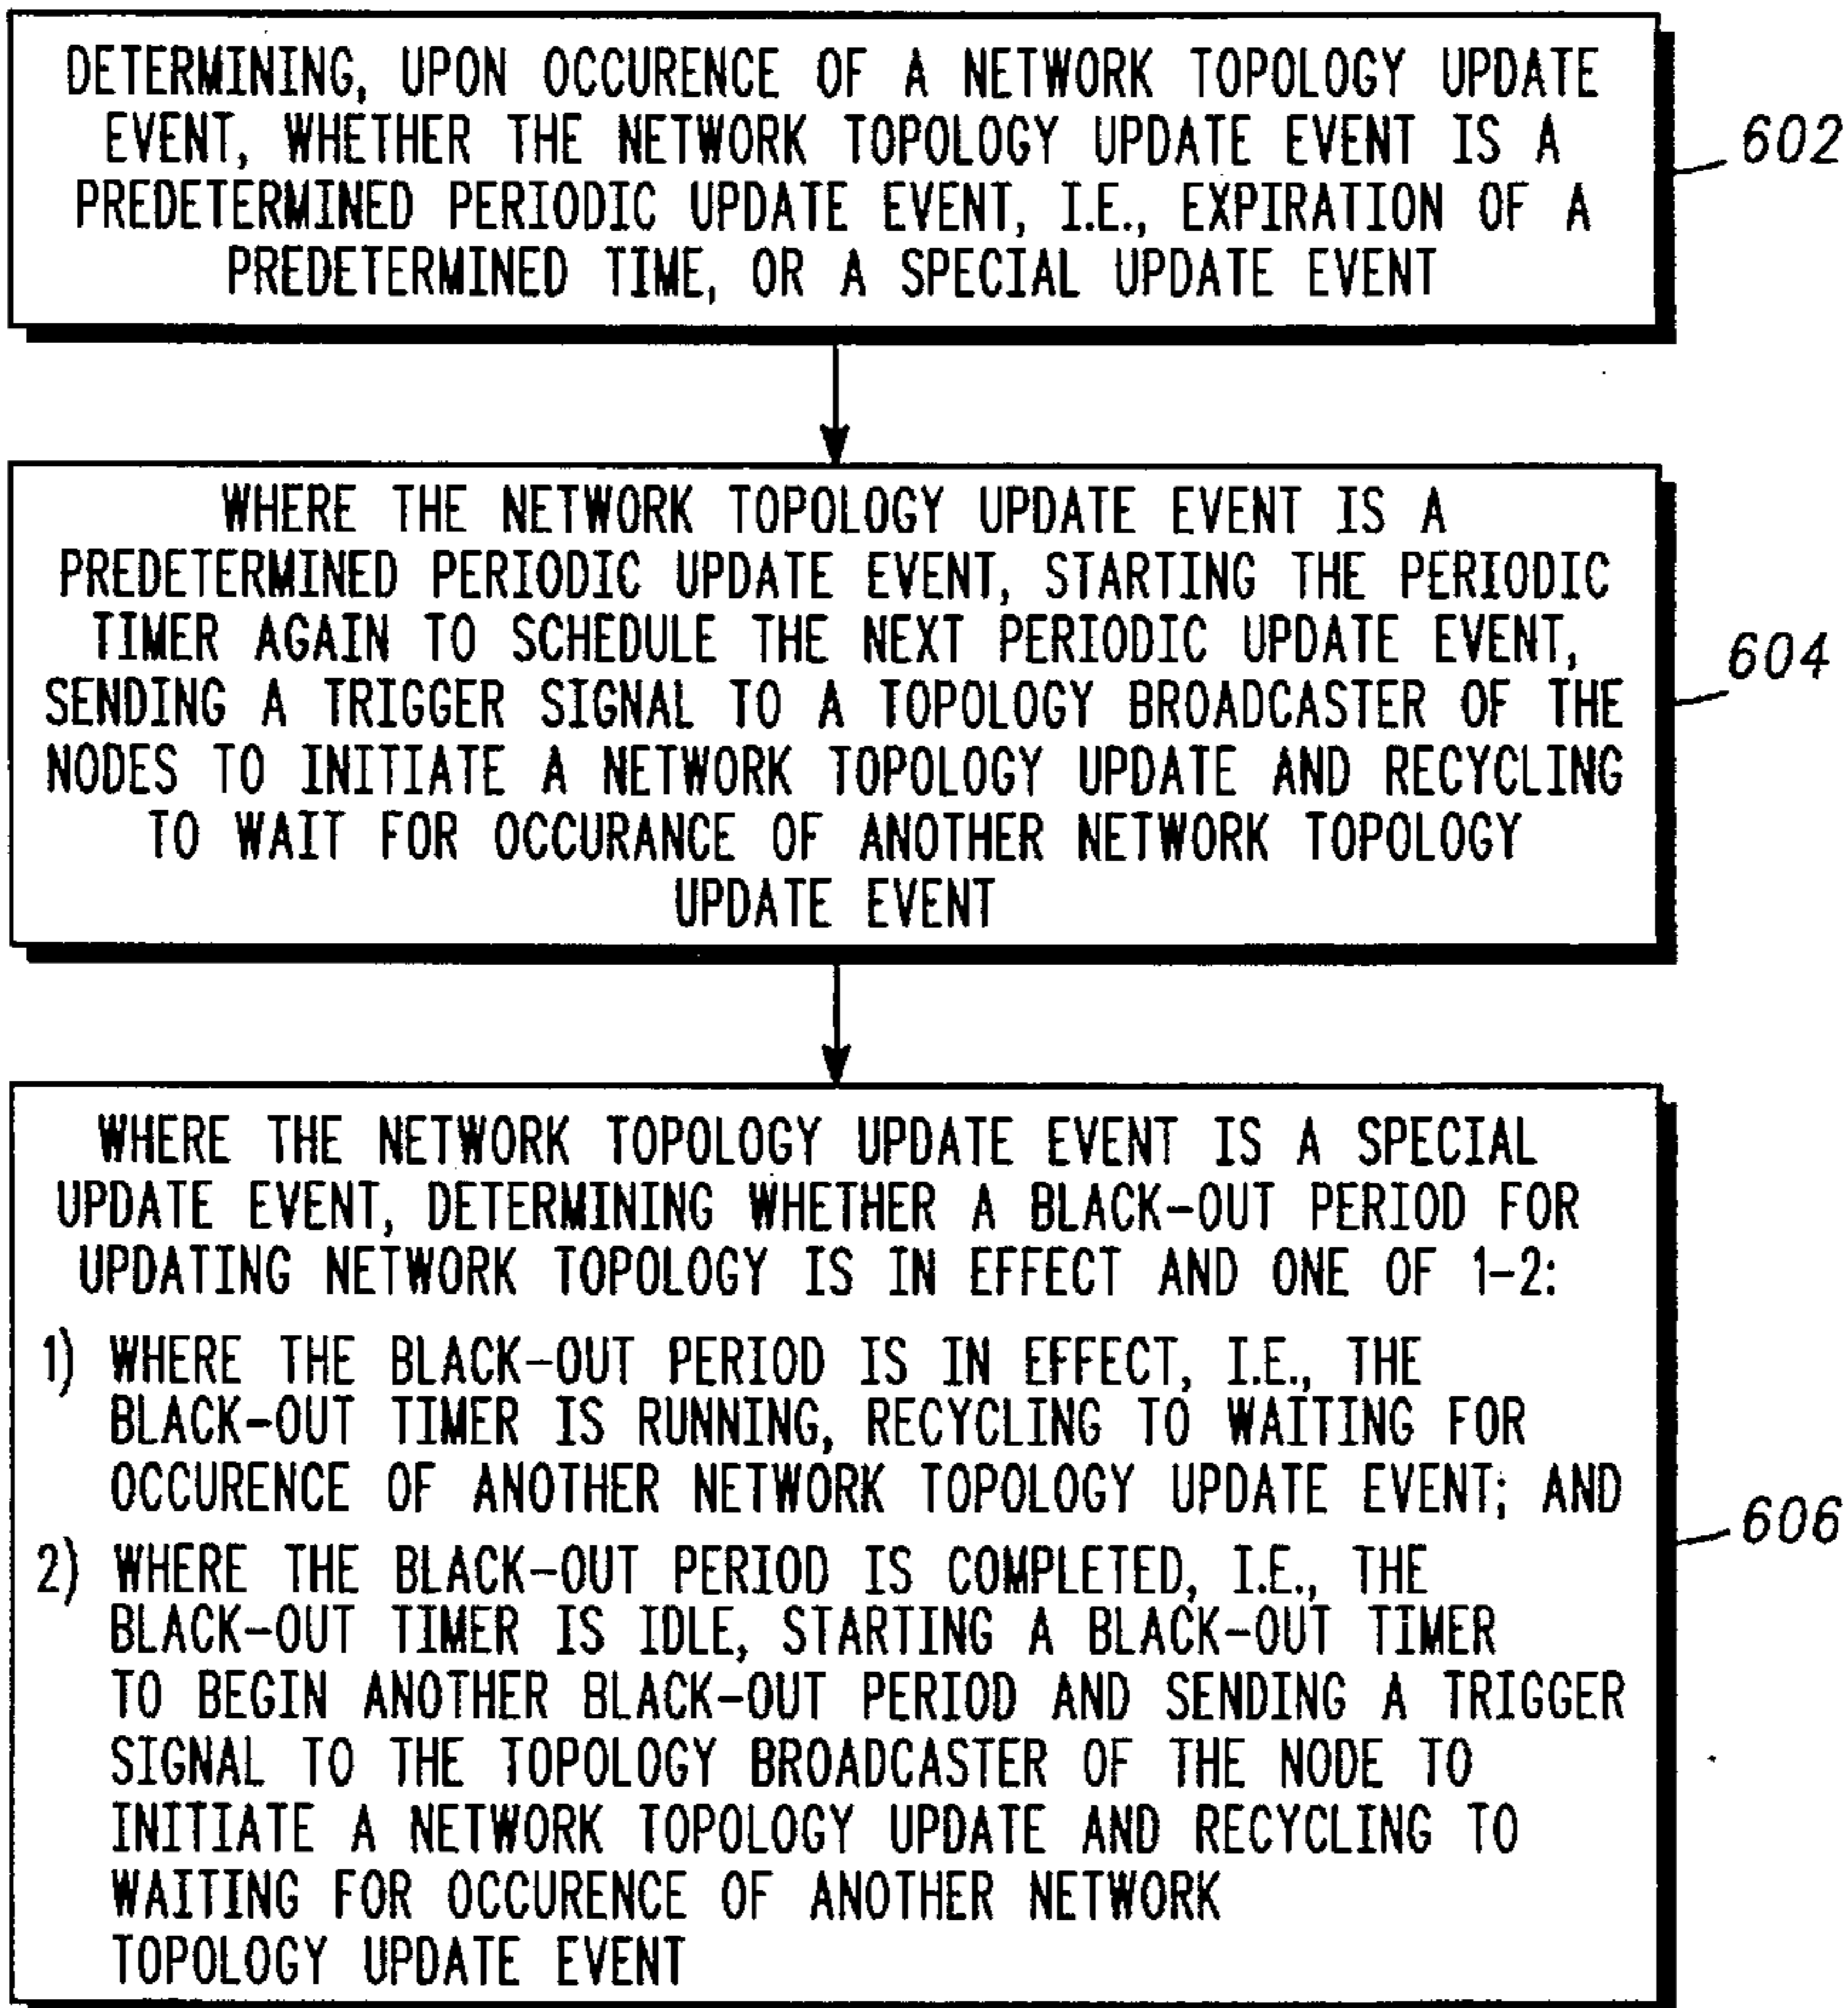 DETERMINING, UPON OCCURENCE OF A NETWORK TOPOLOGY UPDATE
EVENT, WHETHER THE NETWORK TOPOLOGY UPDATE EVENT IS A
PREDETERMINED PERIODIC UPDATE EVENT, I.E., EXPIRATION OF A
PREDETERMINED TIME, OR A SPECIAL UPDATE EVENT
602
WHERE THE NETWORK TOPOLOGY UPDATE EVENT IS A
PREDETERMINED PERIODIC UPDATE EVENT, STARTING THE PERIODIC
TIMER AGAIN TO SCHEDULE THE NEXT PERIODIC UPDATE EVENT,
SENDING A TRIGGER SIGNAL TO A TOPOLOGY BROADCASTER OF THE
NODES TO INITIATE A NETWORK TOPOLOGY UPDATE AND RECYCLING
TO WAIT FOR OCCURANCE OF ANOTHER NETWORK TOPOLOGY
UPDATE EVENT
604
WHERE THE NETWORK TOPOLOGY UPDATE EVENT IS A SPECIAL
UPDATE EVENT, DETERMINING WHETHER A BLACK-OUT PERIOD FOR
UPDATING NETWORK TOPOLOGY IS IN EFFECT AND ONE OF 1-2:
1) WHERE THE BLACK-OUT PERIOD IS IN EFFECT, I.E., THE
BLACK-OUT TIMER IS RUNNING, RECYCLING TO WAITING FOR
OCCURENCE OF ANOTHER NETWORK TOPOLOGY UPDATE EVENT; AND
2) WHERE THE BLACK-OUT PERIOD IS COMPLETED, I.E., THE
BLACK-OUT TIMER IS IDLE, STARTING A BLACK-OUT TIMER
TO BEGIN ANOTHER BLACK-OUT PERIOD AND SENDING A TRIGGER
SIGNAL TO THE TOPOLOGY BROADCASTER OF THE NODE TO
INITIATE A NETWORK TOPOLOGY UPDATE AND RECYCLING TO
WAITING FOR OCCURENCE OF ANOTHER NETWORK
TOPOLOGY UPDATE EVENT
606